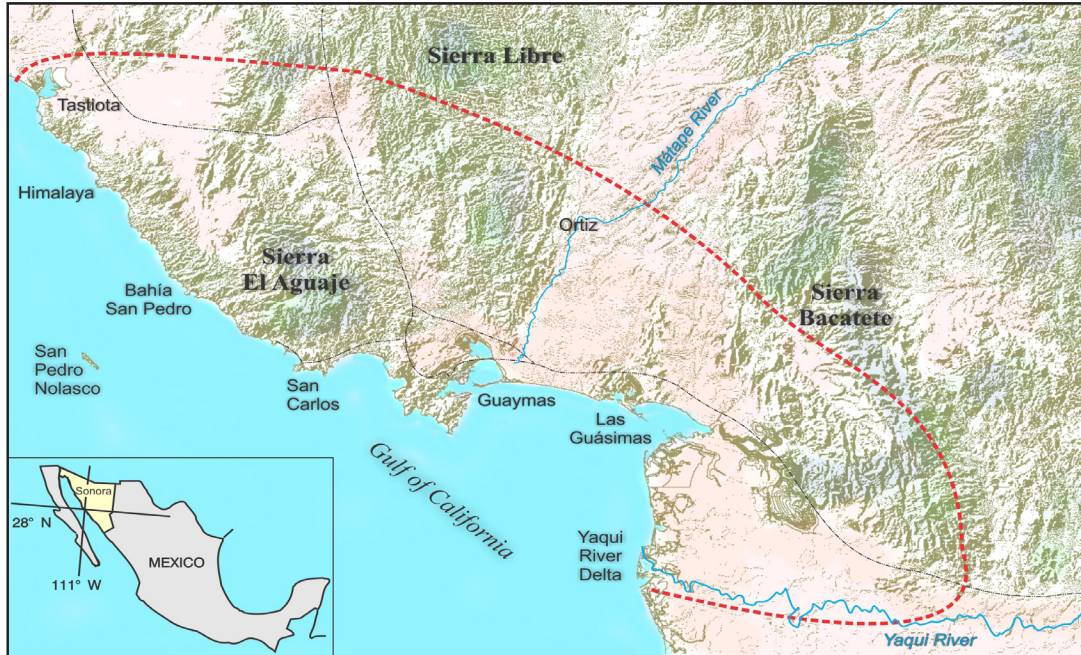 Sierra Libre
Tastiota
Mátape River
Himalaya
Ortiz
Sierra
El Aguaje
Bahía
San Pedro
Sierra
Bacatete
San
Pedro
Nolasco
San
Carlos
Guaymas
Las
Guásimas
Gulf of California
Yaqui
River
Delta
Yaqui River
Sonora
28° N
MEXICO
111° W